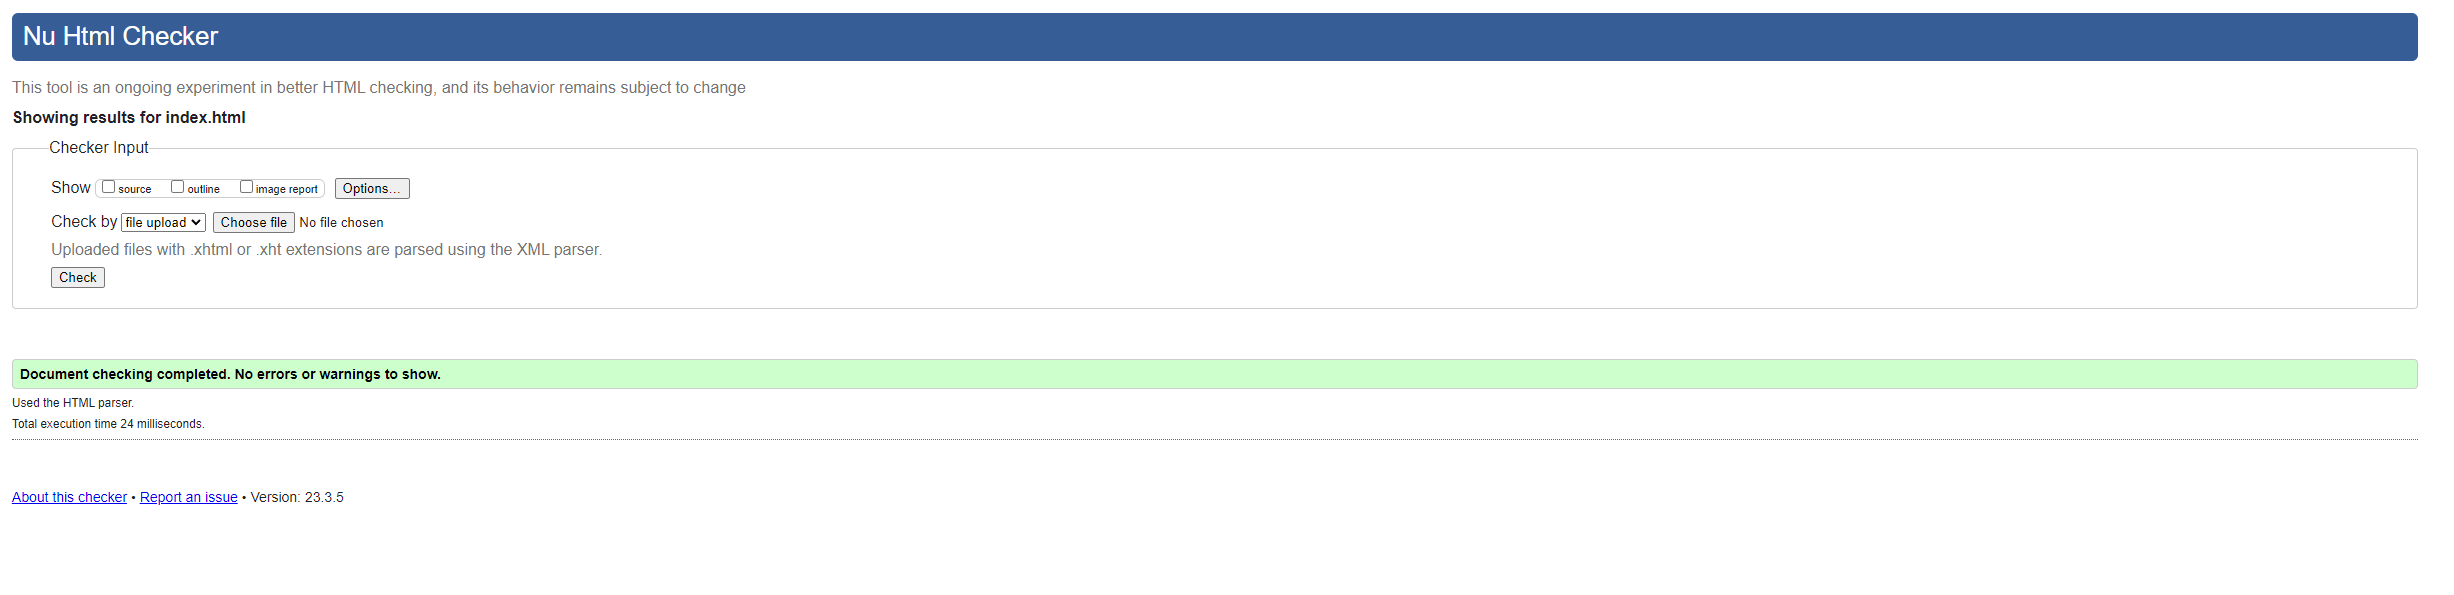 Nu Html Checker
This tool is an ongoing experiment in better HTML checking, and its behavior remains subject to change
Showing results for index.html
Checker Input
Show source outline image report Options...
Check by file upload Choose file No file chosen
Uploaded files with .xhtml or .xht extensions are parsed using the XML parser.
Check
Document checking completed. No errors or warnings to show.
Used the HTML parser.
Total execution time 24 milliseconds.
About this checker • Report an issue • Version: 23.3.5